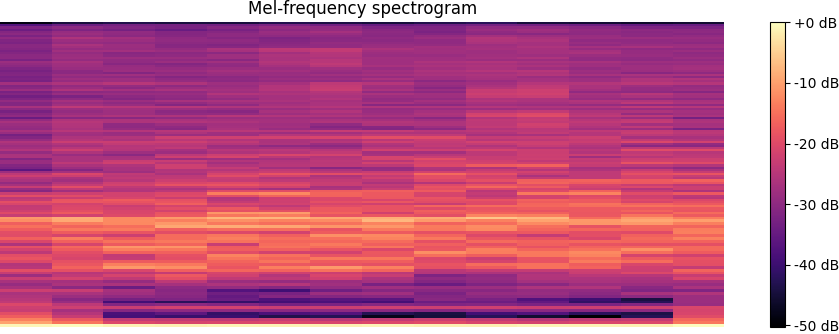 Mel-frequency spectrogram
+0 dB
-10 dB
-20 dB
-30 dB
-40 dB
-50 dB